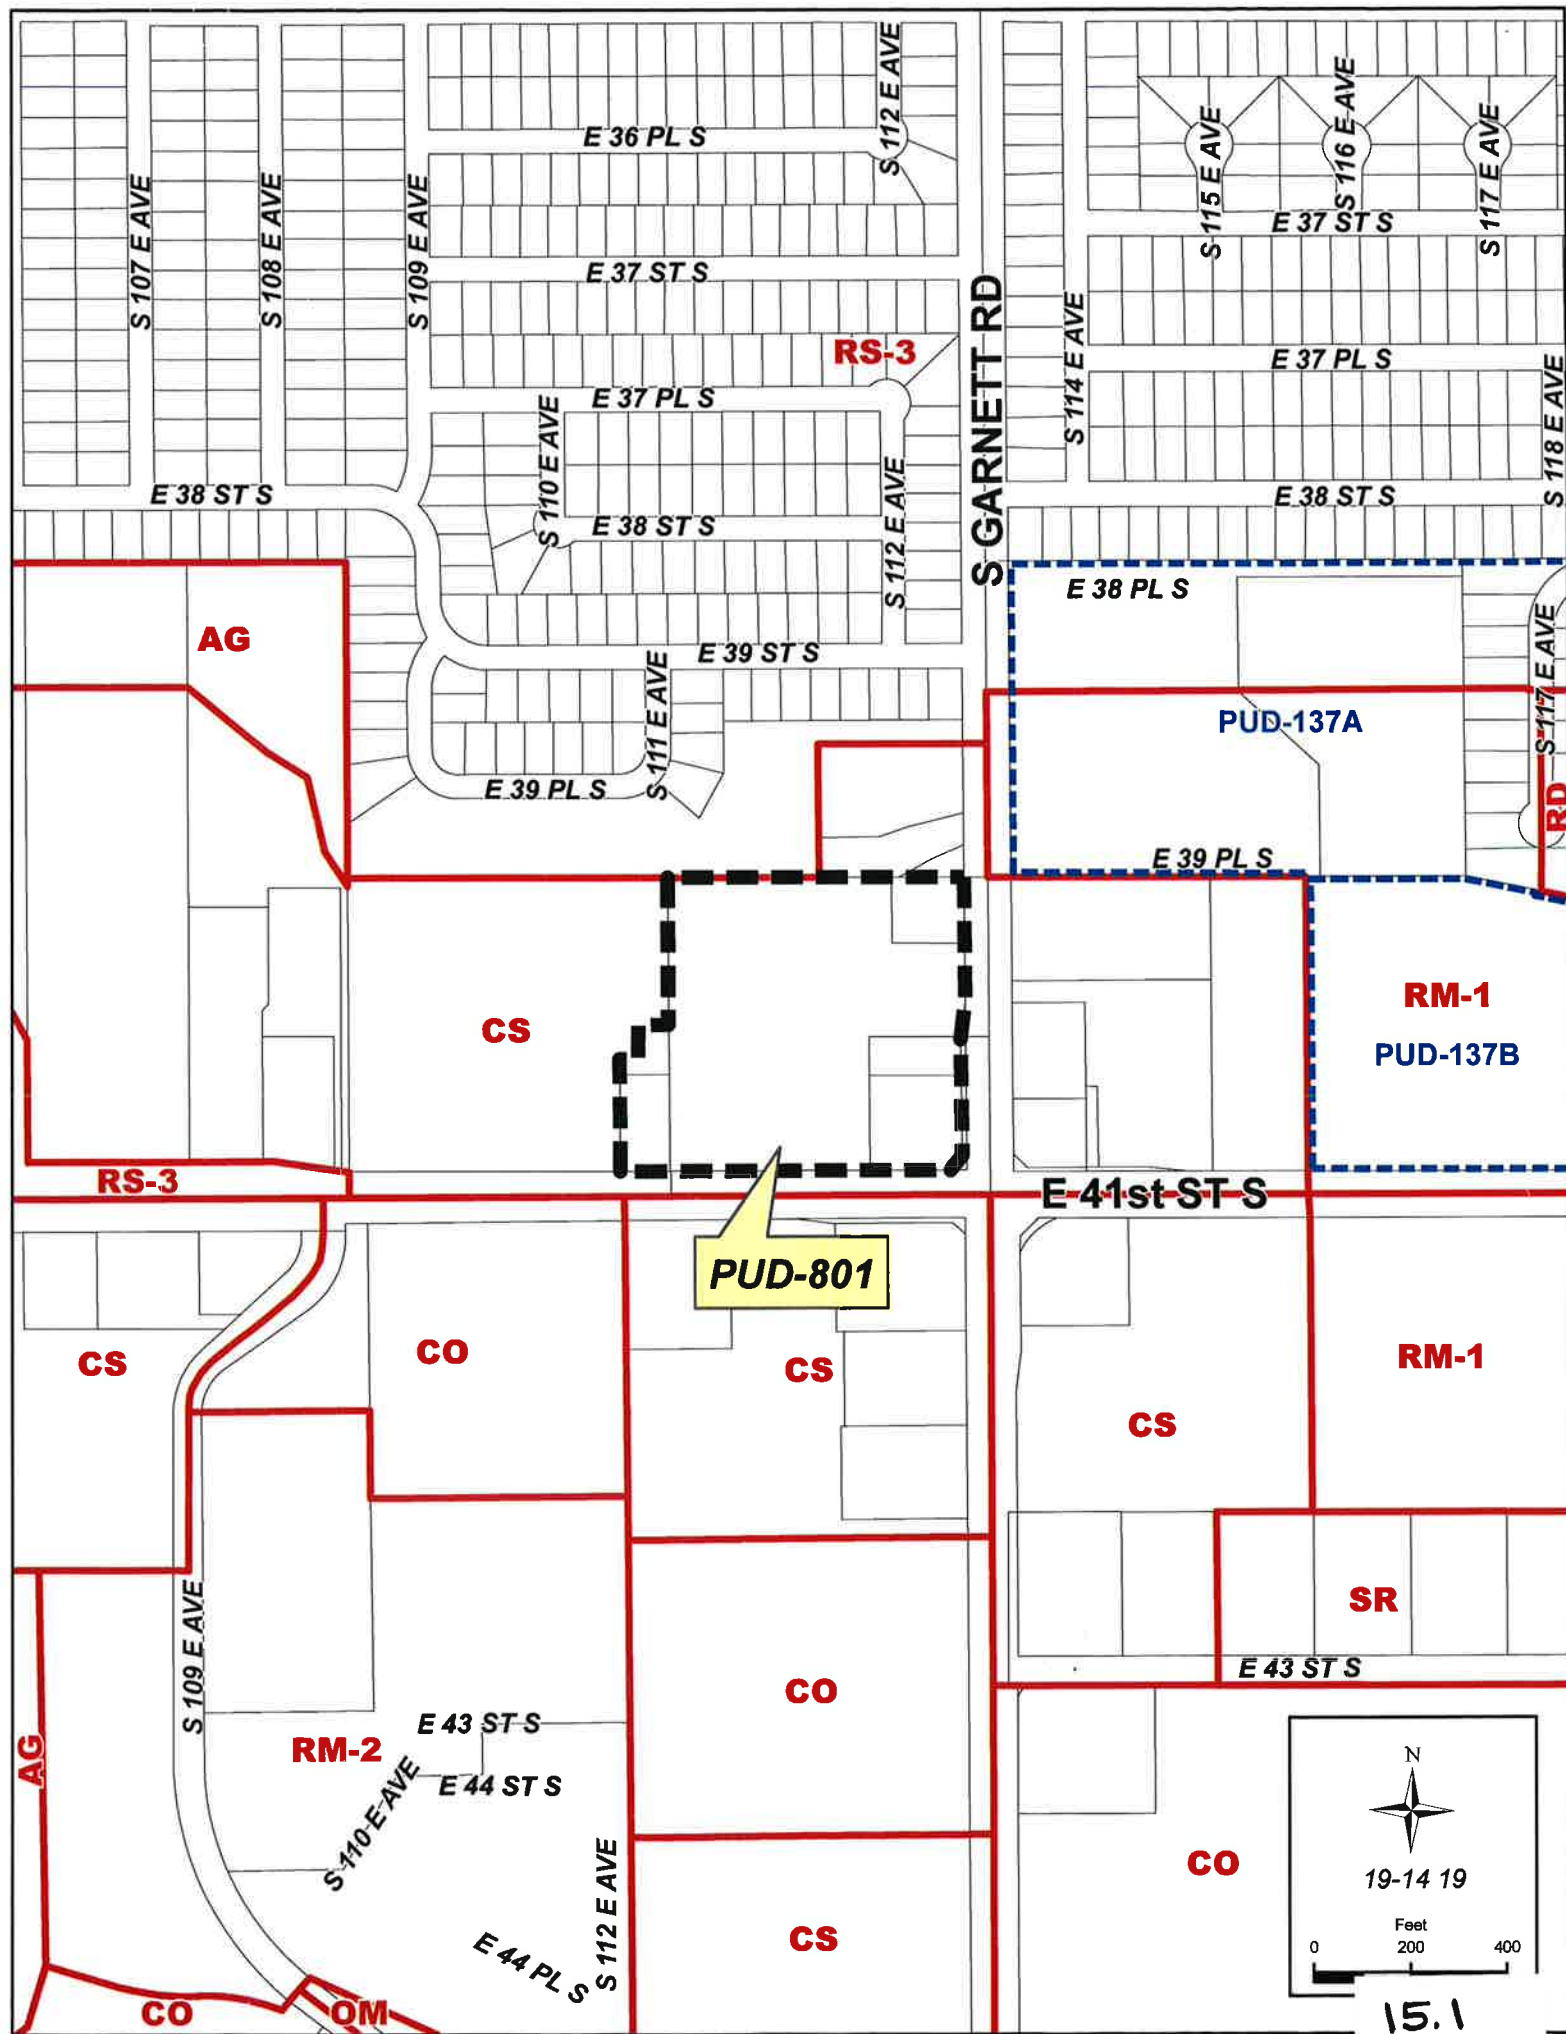 S 112 E AVE
E 36 PL S
S 116 E AVE
S 115 E AVE
S 117 E AVE
S 107 E AVE
S 108 E AVE
S 109 E AVE
E 37 ST S
E 37 ST S
S GARNETT RD
S 114 E AVE
RS-3
E 37 PL S
E 37 PL S
S 118 E AVE
S 110 E AVE
E 38 ST S
S 112 E AVE
E 38 ST S
E 38 ST S
E 38 PL S
AG
E 39 ST S
S 117 E AVE
S 111 E AVE
PUD-137A
E 39 PL S
RD
E 39 PL S
CS
RM-1
PUD-137B
RS-3
E 41st ST S
PUD-801
CS
CO
CS
RM-1
CS
SR
S 109 E AVE
E 43 ST S
CO
E 43 ST S
RM-2
AG
E 44 ST S
S 110 E AVE
N
CO
19-14 19
S 112 E AVE
Feet
0 200 400
CS
E 44 PL S
CO
OM
15.1